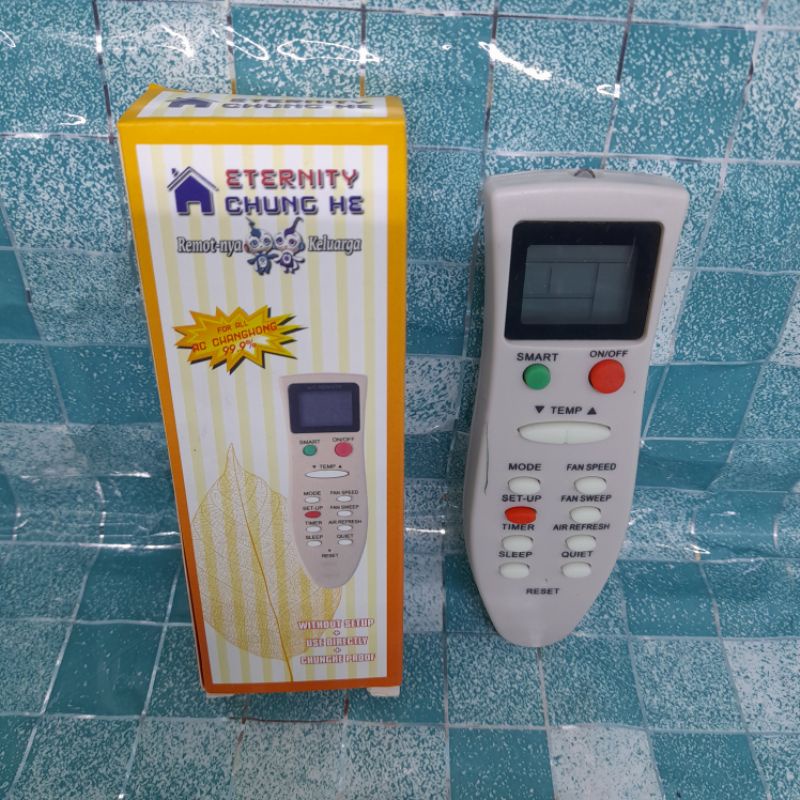 ETERNITY
CHUNG HE
ETERNITY
CHUNG HE
Remot-nya Keluarga
FOR ALL
AC CHANGHONG
99.9%
SMART ON/OFF
▼ TEMP ▲
MODE FAN SPEED
SET-UP FAN SWEEP
TIMER AIR REFRESH
SLEEP QUIET
RESET
WITHOUT SETUP
+
USE DIRECTLY
+
CHUNGHE PROOF
SMART ON/OFF
▼ TEMP ▲
MODE FAN SPEED
SET-UP FAN SWEEP
TIMER AIR REFRESH
SLEEP QUIET
RESET